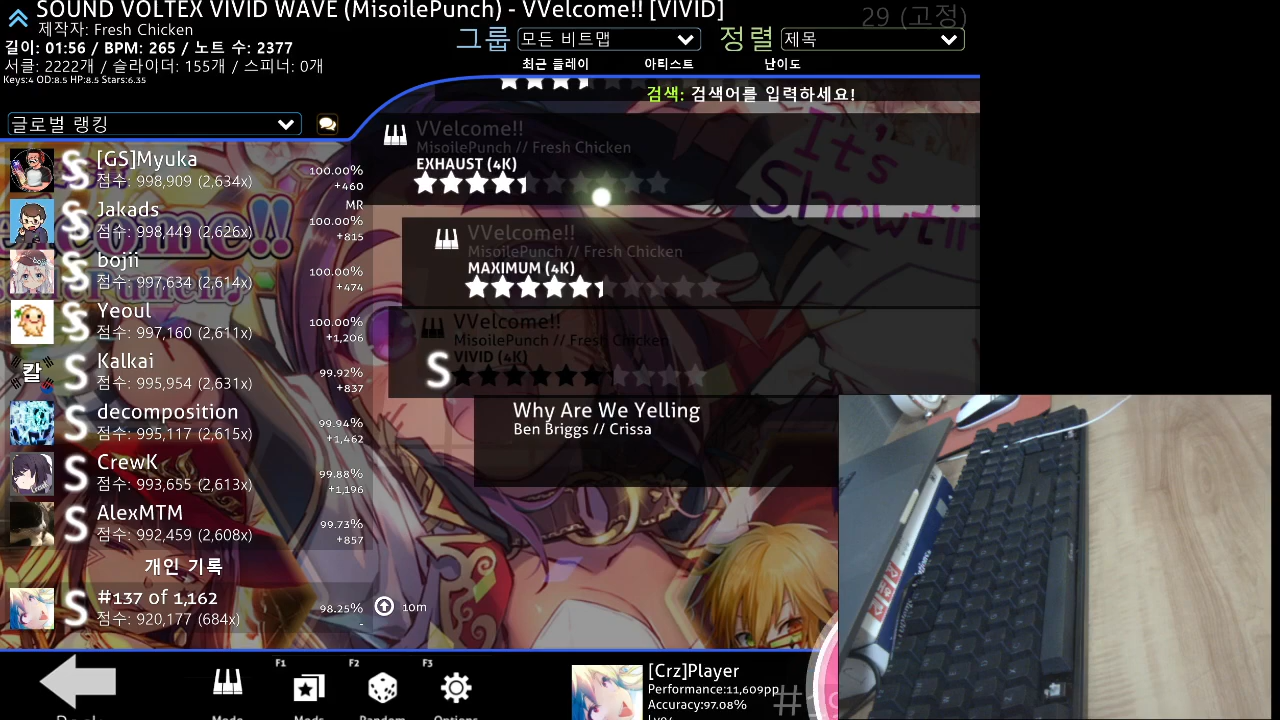 SOUND VOLTEX VIVID WAVE (MisoilePunch) - VVelcome!! [VIVID]
제작자: Fresh Chicken
길이: 01:56 / BPM: 265 / 노트 수: 2377
서클: 2222개 / 슬라이더: 155개 / 스피너: 0개
Keys:4 OD:8.5 HP:8.5 Stars:6.35
29 (고정)
그룹 모든 비트맵 정렬 제목
최근 플레이 아티스트 난이도
검색: 검색어를 입력하세요!
글로벌 랭킹
[GS]Myuka
점수: 998,909 (2,634x)
100.00%
+460
MR
Jakads
점수: 998,449 (2,626x)
100.00%
+815
bojii
점수: 997,634 (2,614x)
100.00%
+474
Yeoul
점수: 997,160 (2,611x)
100.00%
+1,206
칼
Kalkai
점수: 995,954 (2,631x)
99.92%
+837
decomposition
점수: 995,117 (2,615x)
99.94%
+1,462
CrewK
점수: 993,655 (2,613x)
99.88%
+1,196
AlexMTM
점수: 992,459 (2,608x)
99.73%
+857
개인 기록
#137 of 1,162
점수: 920,177 (684x)
98.25%
-
10m
VVelcome!!
MisoilePunch // Fresh Chicken
EXHAUST (4K)
VVelcome!!
MisoilePunch // Fresh Chicken
MAXIMUM (4K)
VVelcome!!
MisoilePunch // Fresh Chicken
VIVID (4K)
Why Are We Yelling
Ben Briggs // Crissa
It's
Showti
F1
F2
F3
Mode
Mods
Random
Options
[Crz]Player
Performance:11,609pp
Accuracy:97.08%